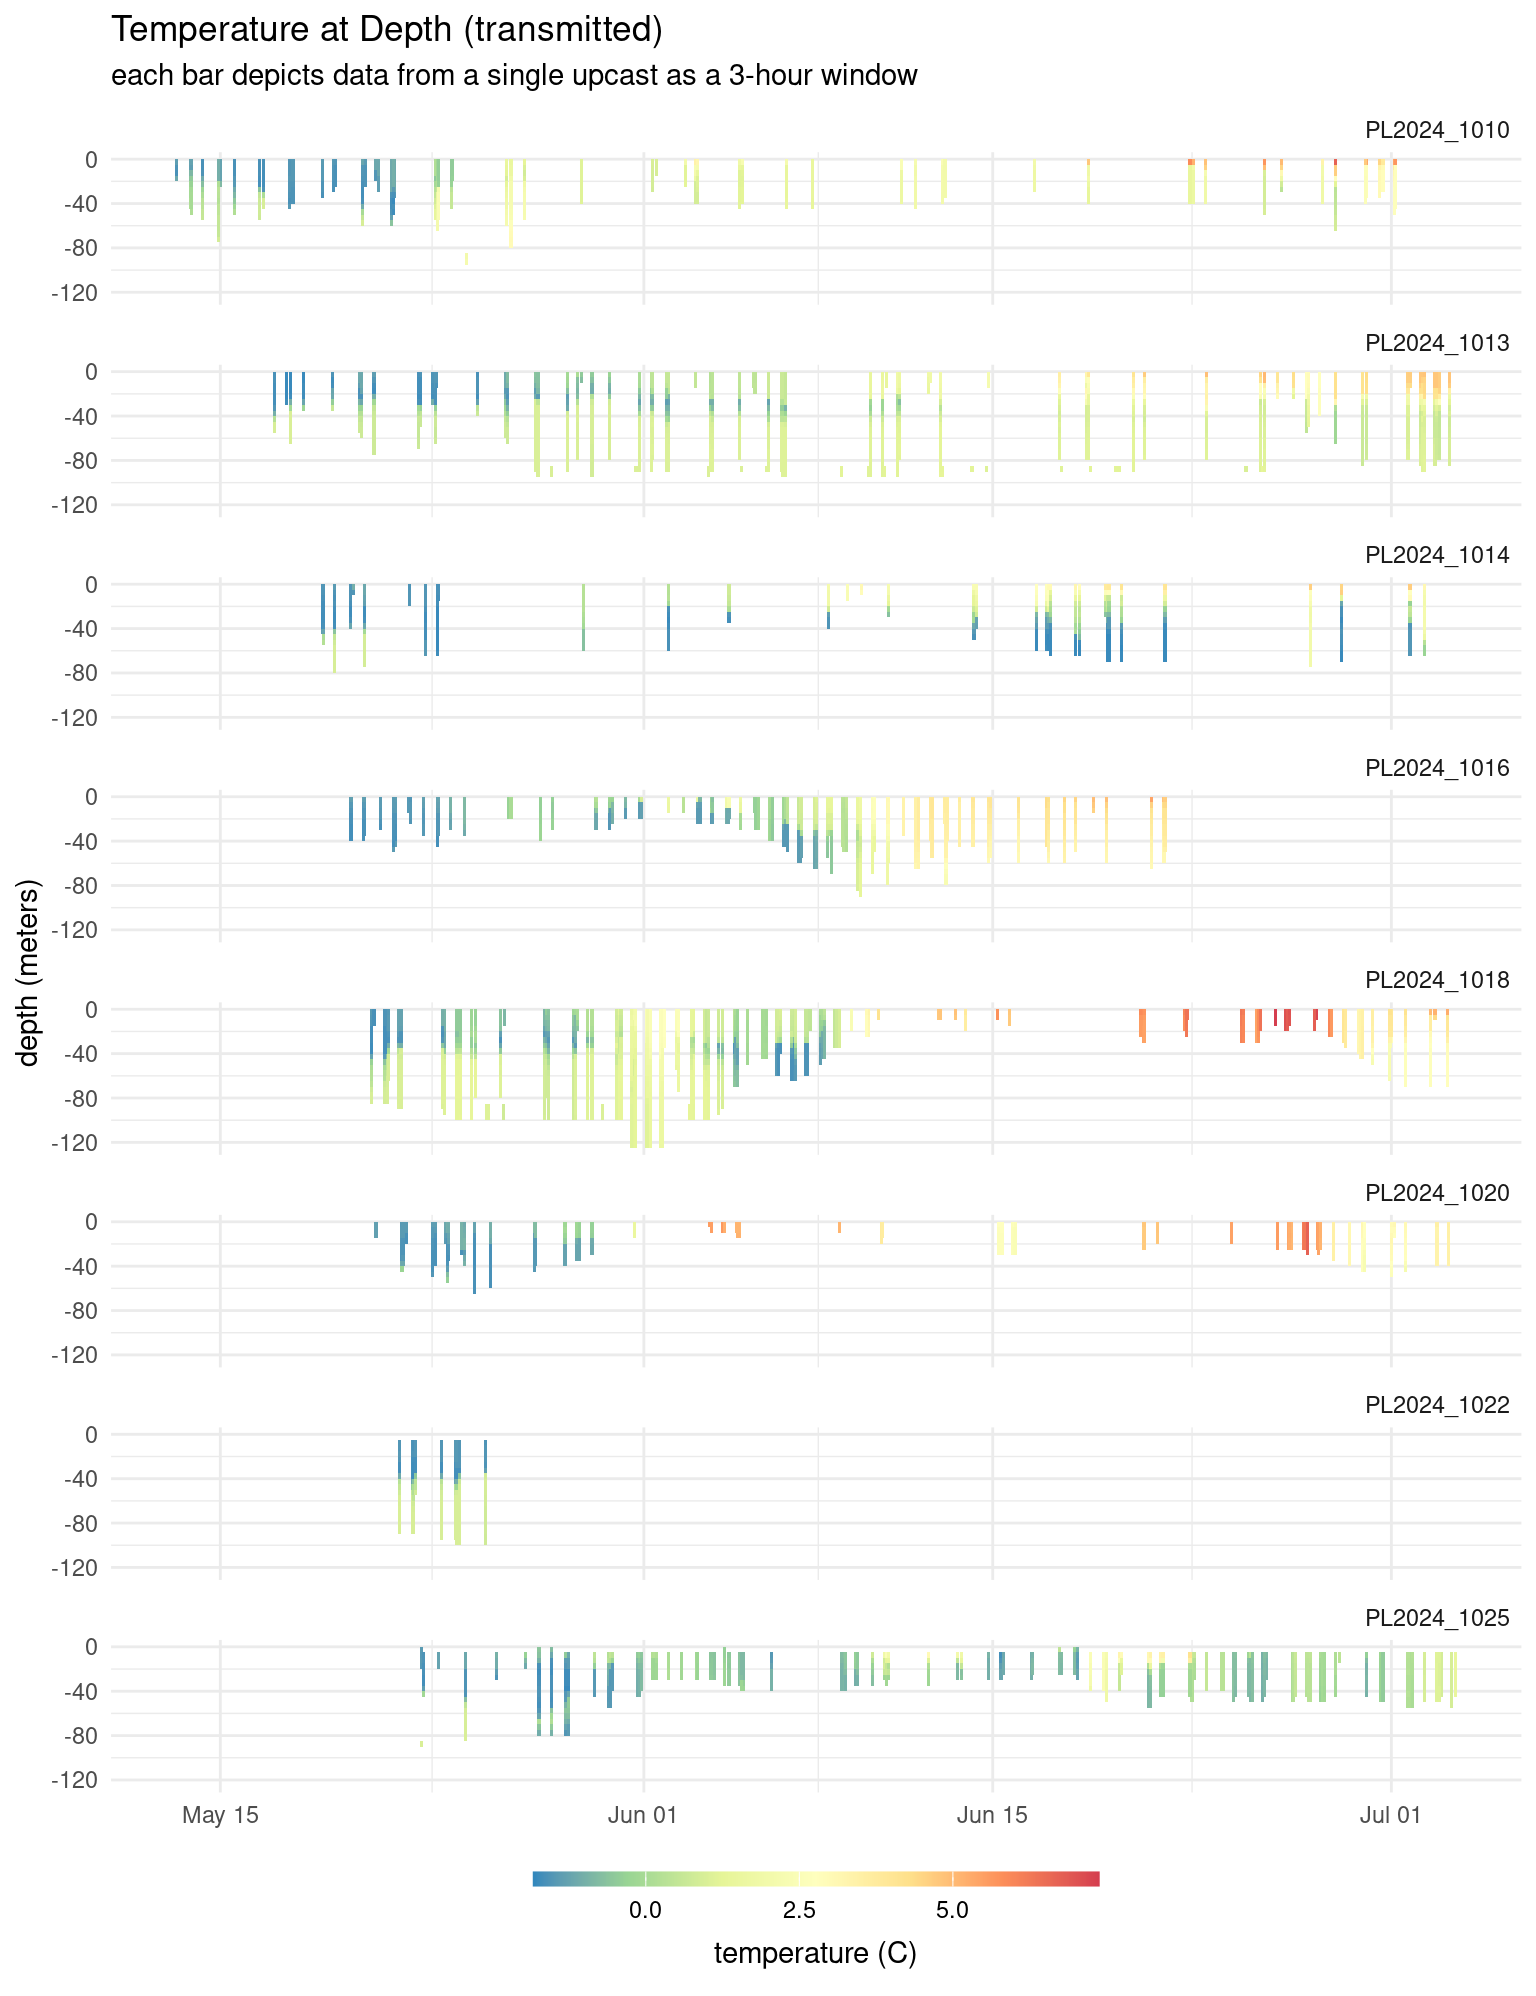 Temperature at Depth (transmitted)
each bar depicts data from a single upcast as a 3-hour window
PL2024_1010
0
-40
-80
-120
PL2024_1013
0
-40
-80
-120
PL2024_1014
0
-40
-80
-120
PL2024_1016
0
-40
-80
-120
depth (meters)
PL2024_1018
0
-40
-80
-120
PL2024_1020
0
-40
-80
-120
PL2024_1022
0
-40
-80
-120
PL2024_1025
0
-40
-80
-120
May 15 Jun 01 Jun 15 Jul 01
0.0 2.5 5.0
temperature (C)